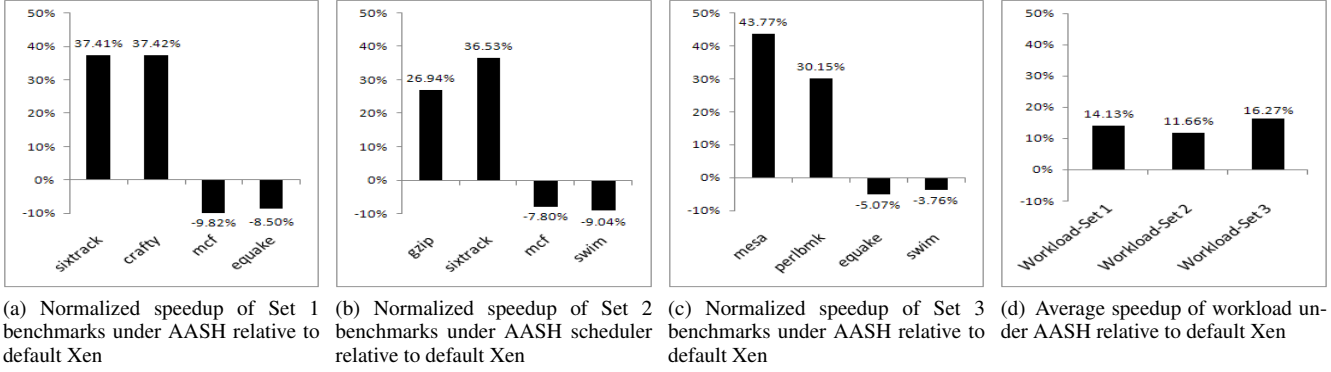 50%
40%
30%
20%
10%
0%
-10%
37.41%
37.42%
-9.82%
-8.50%
sixtrack
crafty
mcf
equake
(a) Normalized speedup of Set 1
benchmarks under AASH relative to
default Xen
50%
40%
30%
20%
10%
0%
-10%
26.94%
36.53%
-7.80%
-9.04%
gzip
sixtrack
mcf
swim
(b) Normalized speedup of Set 2
benchmarks under AASH scheduler
relative to default Xen
50%
40%
30%
20%
10%
0%
-10%
43.77%
30.15%
-5.07%
-3.76%
mesa
perlbmk
equake
swim
(c) Normalized speedup of Set 3
benchmarks under AASH relative to
default Xen
50%
40%
30%
20%
10%
0%
-10%
14.13%
11.66%
16.27%
Workload-Set 1
Workload-Set 2
Workload-Set 3
(d) Average speedup of workload un-
der AASH relative to default Xen